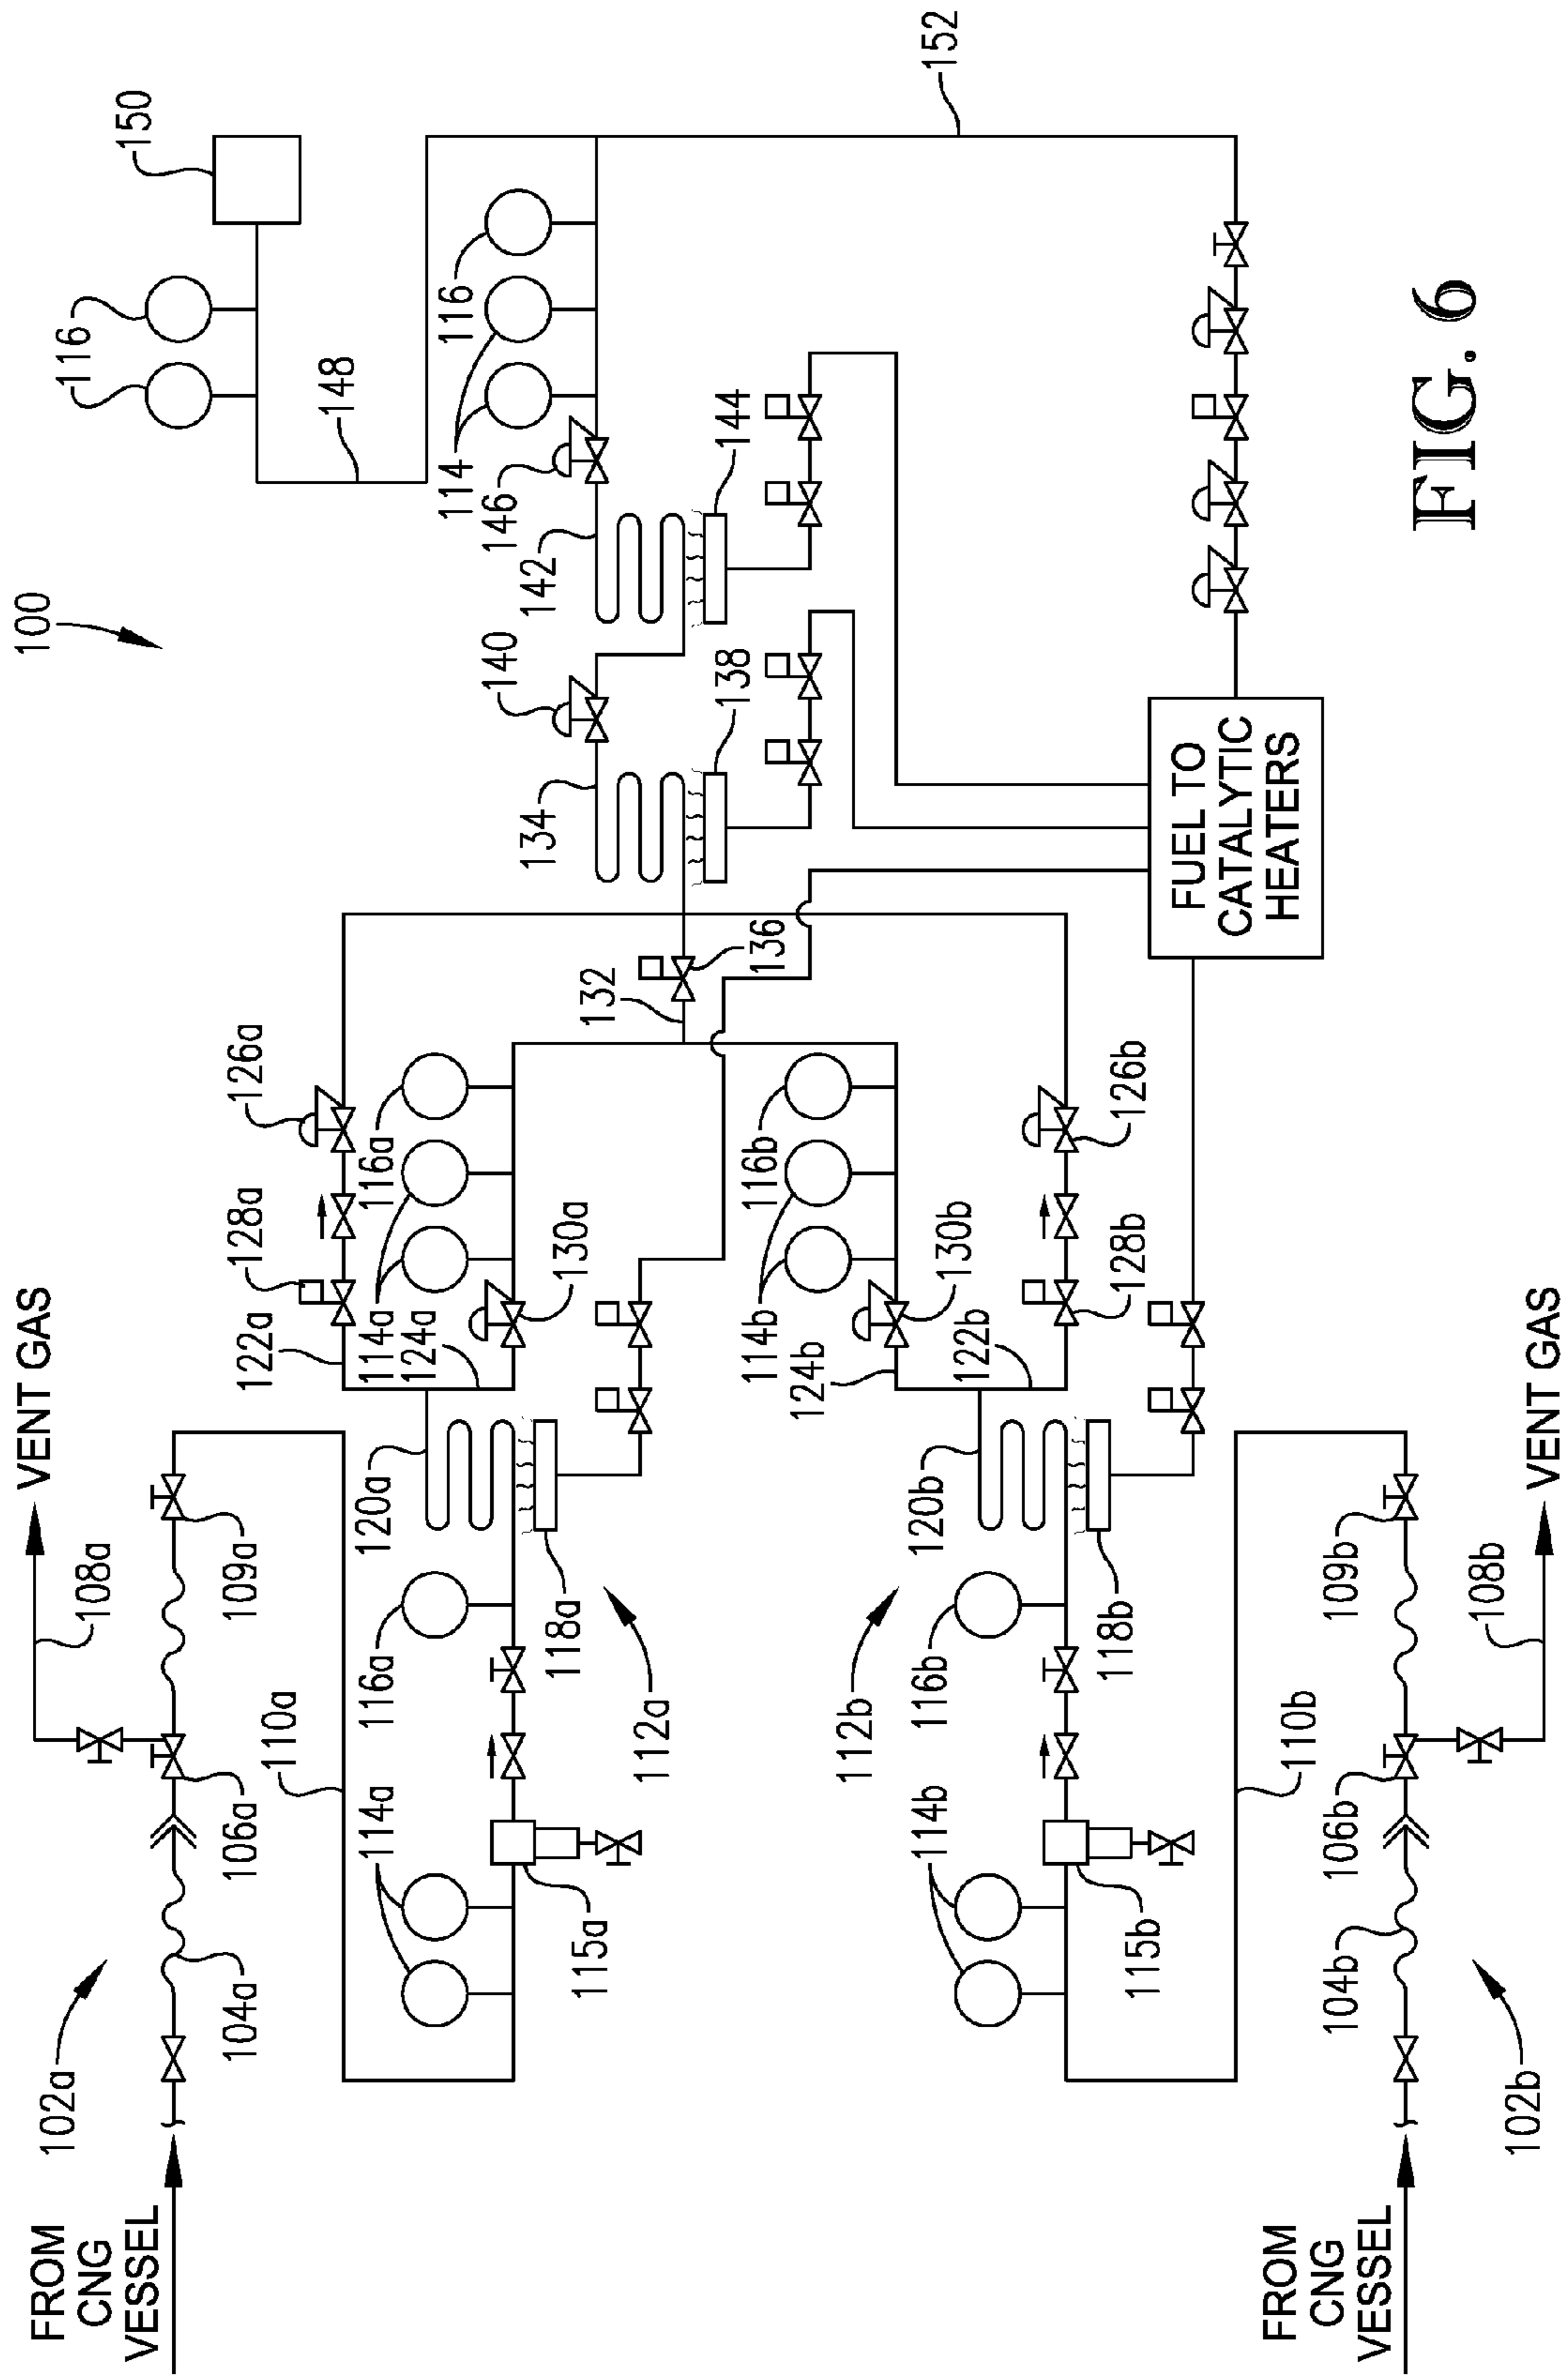 100
150
116
148
152
114
116
146
142
144
140
134
138
136
132
126a
128a
122a
116a
114a
124a
130a
VENT GAS
108a
109a
120a
118a
116a
110a
112a
106a
114a
115a
104a
102a
FROM
CNG
VESSEL
FUEL TO
CATALYTIC
HEATERS
116b
114b
124b
130b
122b
126b
128b
120b
118b
116b
112b
114b
115b
110b
109b
108b
VENT GAS
106b
104b
102b
FROM
CNG
VESSEL
FIG. 6